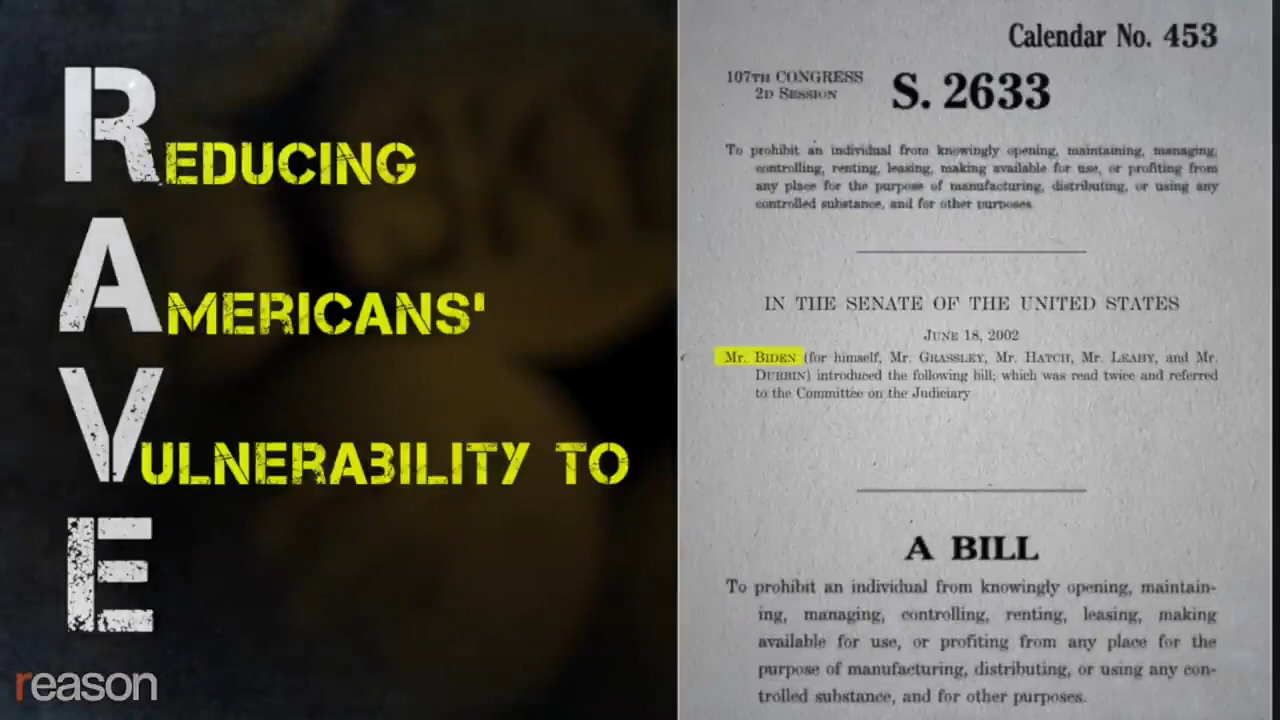 REDUCING
AMERICANS'
VULNERABILITY TO
E
reason
Calendar No. 453
107TH CONGRESS
2D SESSION
S. 2633
To prohibit an individual from knowingly opening, maintaining, managing,
controlling, renting, leasing, making available for use, or profiting from
any place for the purpose of manufacturing, distributing, or using any
controlled substance, and for other purposes.
IN THE SENATE OF THE UNITED STATES
JUNE 18, 2002
Mr. BIDEN (for himself, Mr. GRASSLEY, Mr. HATCH, Mr. LEAHY, and Mr.
DURBIN) introduced the following bill; which was read twice and referred
to the Committee on the Judiciary
A BILL
To prohibit an individual from knowingly opening, maintain-
ing, managing, controlling, renting, leasing, making
available for use, or profiting from any place for the
purpose of manufacturing, distributing, or using any con-
trolled substance, and for other purposes.